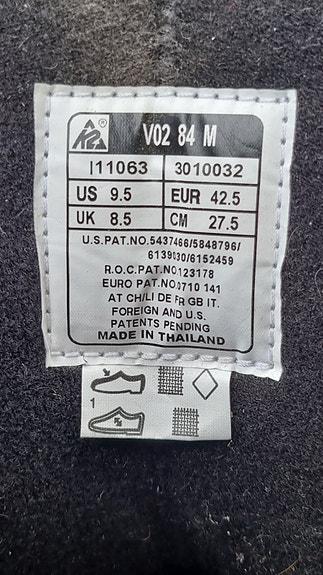 K2 ® V02 84 M
I11063 3010032
US 9.5 EUR 42.5
UK 8.5 CM 27.5
U.S.PAT.NO.5437466/5848796/
6139030/6152459
R.O.C.PAT.NO123178
EURO PAT.NO.0710 141
AT CH/LI DE FR GB IT.
FOREIGN AND U.S.
PATENTS PENDING
MADE IN THAILAND
1